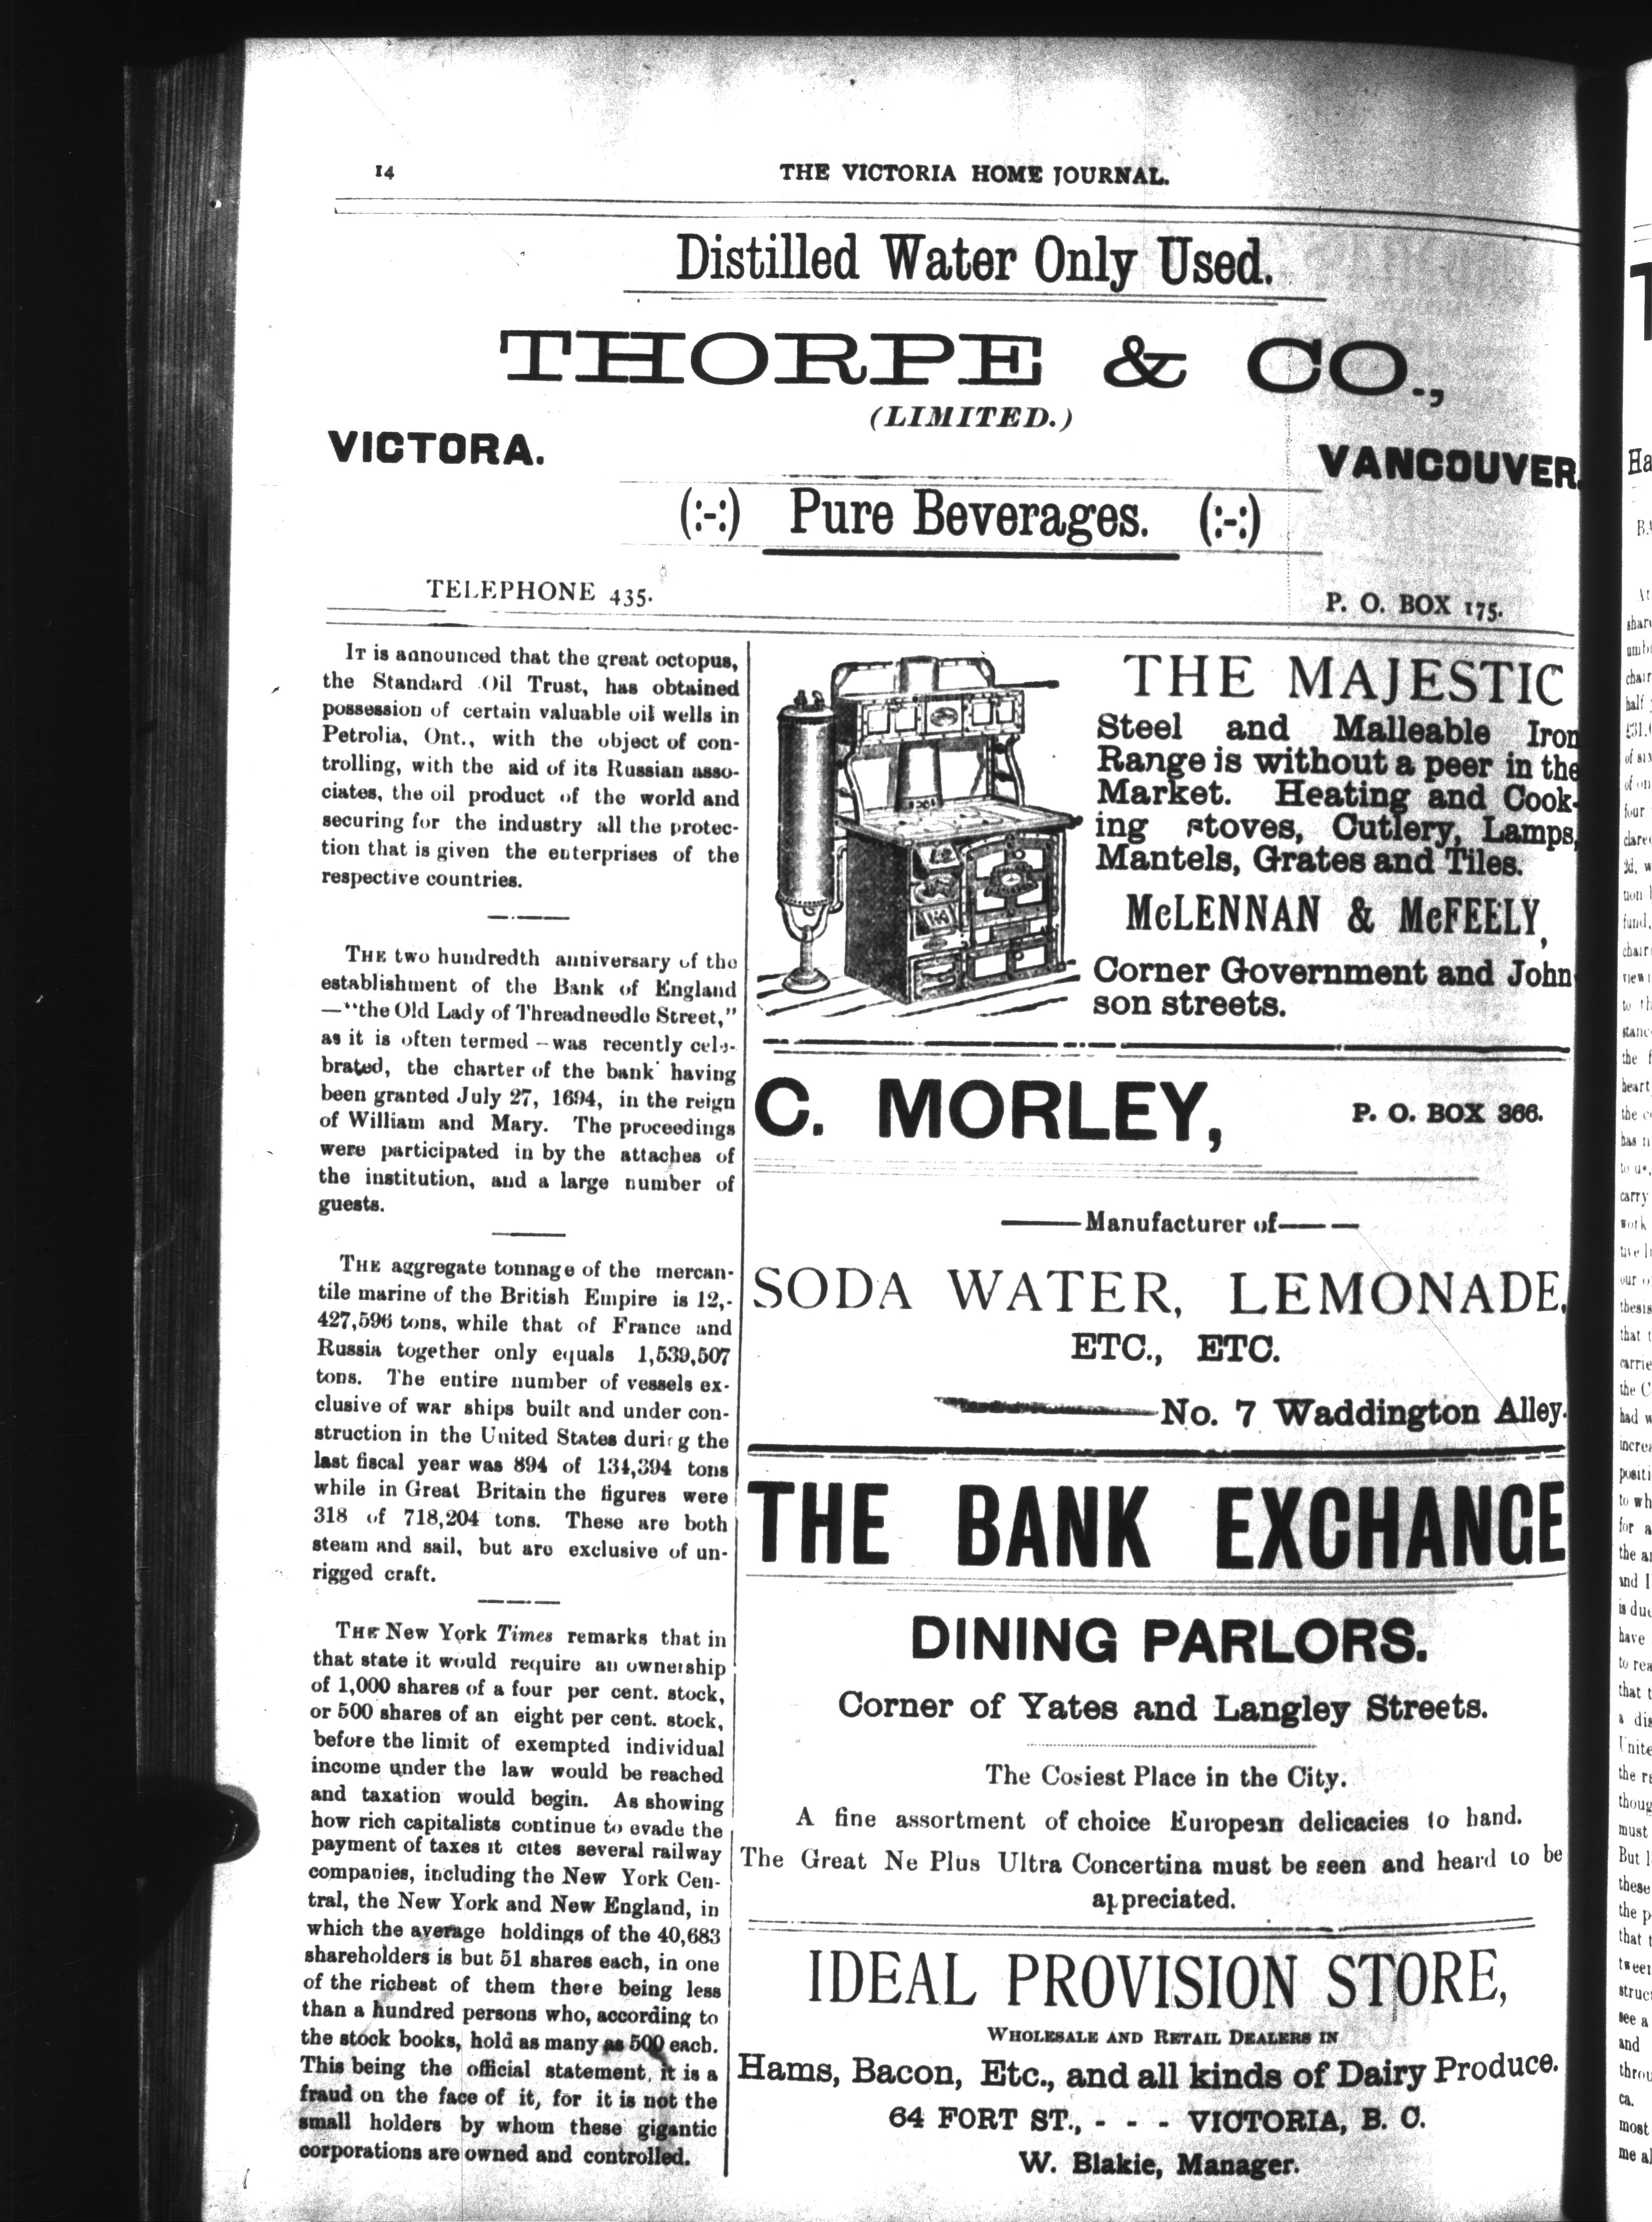 14
THE VICTORIA HOME JOURNAL.
Distilled Water Only Used.
THORPE & CO.,
(LIMITED.)
VICTORA.
VANCOUVER.
(:-:) Pure Beverages. (:-:)
TELEPHONE 435.
P. O. BOX 175.
IT is announced that the great octopus,
the Standard Oil Trust, has obtained
possession of certain valuable oil wells in
Petrolia, Ont., with the object of con-
trolling, with the aid of its Russian asso-
ciates, the oil product of the world and
securing for the industry all the protec-
tion that is given the enterprises of the
respective countries.
THE two hundredth anniversary of the
establishment of the Bank of England
—"the Old Lady of Threadneedle Street,"
as it is often termed — was recently cele-
brated, the charter of the bank having
been granted July 27, 1694, in the reign
of William and Mary. The proceedings
were participated in by the attaches of
the institution, and a large number of
guests.
THE aggregate tonnage of the mercan-
tile marine of the British Empire is 12,-
427,596 tons, while that of France and
Russia together only equals 1,539,507
tons. The entire number of vessels ex-
clusive of war ships built and under con-
struction in the United States during the
last fiscal year was 894 of 134,394 tons
while in Great Britain the figures were
318 of 718,204 tons. These are both
steam and sail, but are exclusive of un-
rigged craft.
THE New York Times remarks that in
that state it would require an ownership
of 1,000 shares of a four per cent. stock,
or 500 shares of an eight per cent. stock,
before the limit of exempted individual
income under the law would be reached
and taxation would begin. As showing
how rich capitalists continue to evade the
payment of taxes it cites several railway
companies, including the New York Cen-
tral, the New York and New England, in
which the average holdings of the 40,683
shareholders is but 51 shares each, in one
of the richest of them there being less
than a hundred persons who, according to
the stock books, hold as many as 500 each.
This being the official statement, it is a
fraud on the face of it, for it is not the
small holders by whom these gigantic
corporations are owned and controlled.
THE MAJESTIC
Steel and Malleable Iron
Range is without a peer in the
Market. Heating and Cook-
ing stoves, Cutlery, Lamps,
Mantels, Grates and Tiles.
McLENNAN & McFEELY,
Corner Government and John
son streets.
C. MORLEY,
P. O. BOX 366.
——Manufacturer of——
SODA WATER, LEMONADE,
ETC., ETC.
No. 7 Waddington Alley.
THE BANK EXCHANGE
DINING PARLORS.
Corner of Yates and Langley Streets.
The Cosiest Place in the City.
A fine assortment of choice European delicacies to hand.
The Great Ne Plus Ultra Concertina must be seen and heard to be
appreciated.
IDEAL PROVISION STORE,
WHOLESALE AND RETAIL DEALERS IN
Hams, Bacon, Etc., and all kinds of Dairy Produce.
64 FORT ST., - - - VICTORIA, B. C.
W. Blakie, Manager.